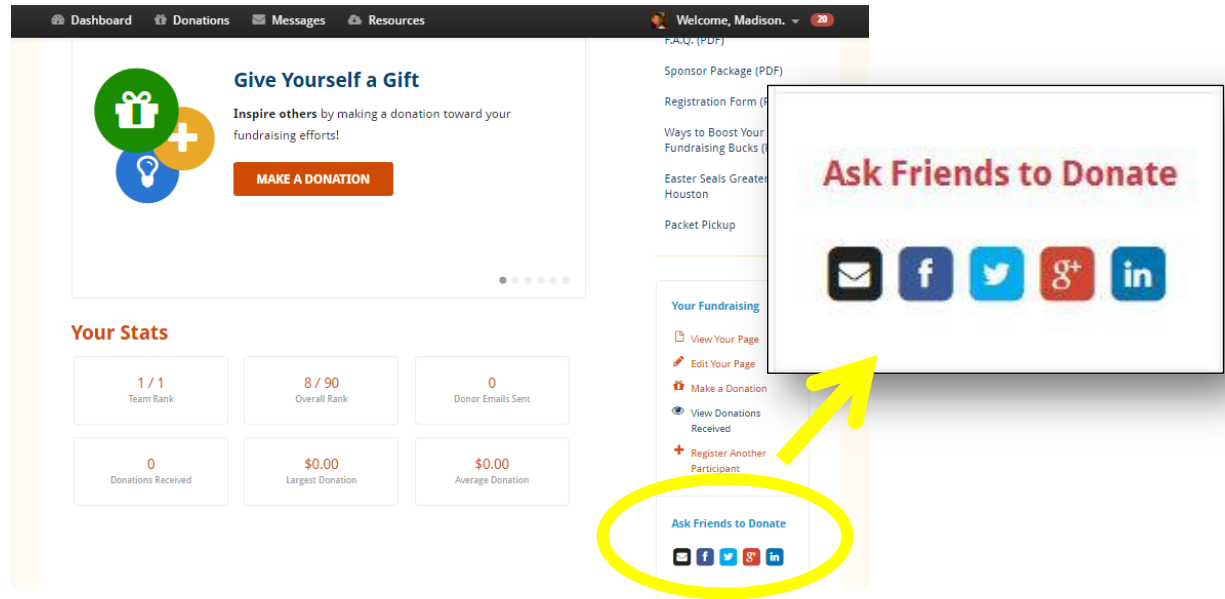 Dashboard Donations Messages Resources Welcome, Madison. 20
Give Yourself a Gift
Inspire others by making a donation toward your
fundraising efforts!
MAKE A DONATION
Your Stats
1 / 1
Team Rank
8 / 90
Overall Rank
0
Donor Emails Sent
0
Donations Received
$0.00
Largest Donation
$0.00
Average Donation
F.A.Q. (PDF)
Sponsor Package (PDF)
Registration Form
Ways to Boost Your
Fundraising Bucks
Easter Seals Greater
Houston
Packet Pickup
Your Fundraising
View Your Page
Edit Your Page
Make a Donation
View Donations
Received
Register Another
Participant
Ask Friends to Donate
f g+ in
Ask Friends to Donate
f g+ in